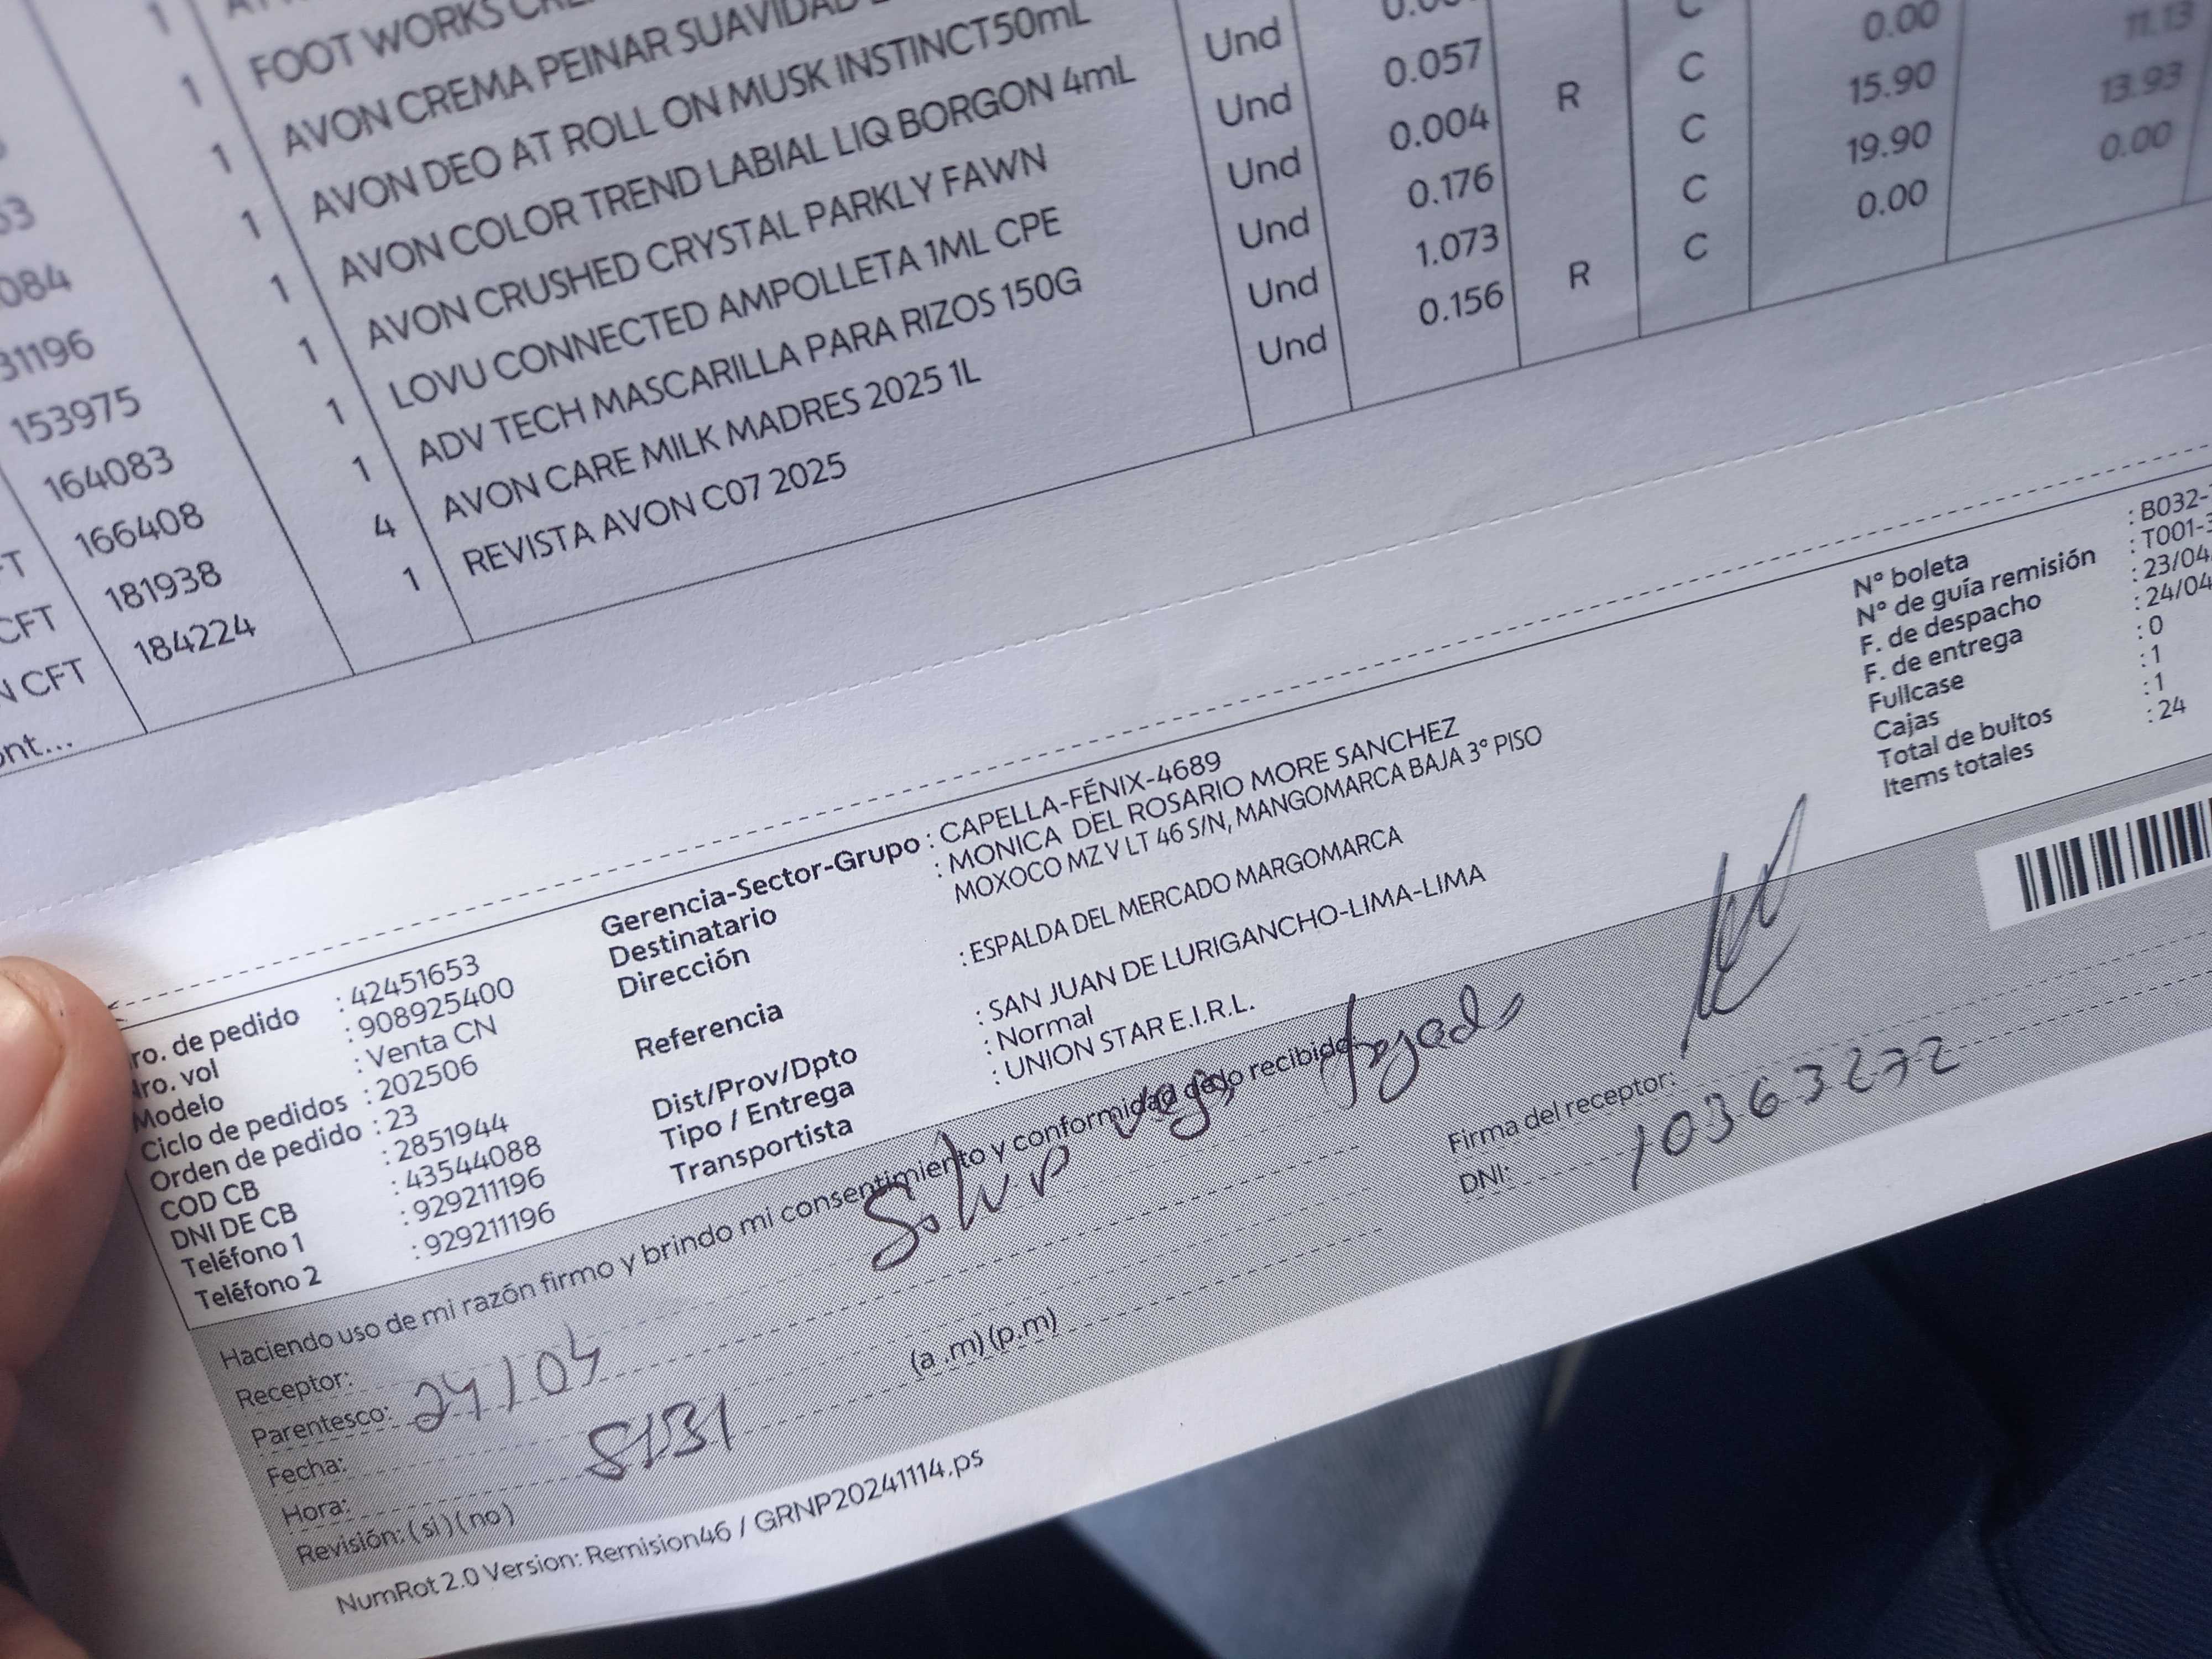 1 FOOT WORKS
1 AVON CREMA PEINAR SUAVIDAD
1 AVON DEO AT ROLL ON MUSK INSTINCT50mL
1 AVON COLOR TREND LABIAL LIQ BORGON 4mL
31196 1 AVON CRUSHED CRYSTAL PARKLY FAWN
153975 1 LOVU CONNECTED AMPOLLETA 1ML CPE
164083 1 ADV TECH MASCARILLA PARA RIZOS 150G
166408 4 AVON CARE MILK MADRES 2025 1L
CFT 181938 1 REVISTA AVON C07 2025
N CFT 184224
Und 0.057 C 0.00 11.13
Und 0.004 R C 15.90 13.93
Und 0.176 C 19.90 0.00
Und 1.073 C 0.00
Und 0.156 R C
Und
ro. de pedido : 42451653
Nro. vol : 908925400
Modelo : Venta CN
Ciclo de pedidos : 202506
Orden de pedido : 23
COD CB : 2851944
DNI DE CB : 43544088
Teléfono 1 : 929211196
Teléfono 2 : 929211196
Gerencia-Sector-Grupo : CAPELLA-FÉNIX-4689
Destinatario : MONICA DEL ROSARIO MORE SANCHEZ
Dirección MOXOCO MZ V LT 46 S/N, MANGOMARCA BAJA 3° PISO
Referencia : ESPALDA DEL MERCADO MARGOMARCA
Dist/Prov/Dpto : SAN JUAN DE LURIGANCHO-LIMA-LIMA
Tipo / Entrega : Normal
Transportista : UNION STAR E.I.R.L.
N° boleta : B032-
N° de guía remisión : T001-3
F. de despacho : 23/04
F. de entrega : 24/04
Fullcase : 0
Cajas : 1
Total de bultos : 1
Items totales : 24
Haciendo uso de mi razón firmo y brindo mi consentimiento y conformidad de lo recibido
Receptor:
Parentesco: 24/04
Fecha:
Hora: (a .m) (p.m)
Revisión: (si) (no)
Firma del receptor:
DNI: 10363272
NumRot 2.0 Version: Remision46 / GRNP20241114.ps